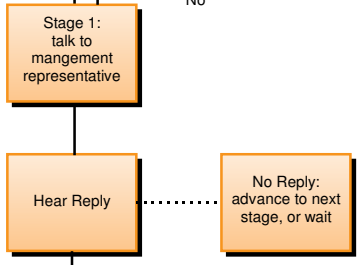 No
Stage 1:
talk to
mangement
representative
Hear Reply
No Reply:
advance to next
stage, or wait